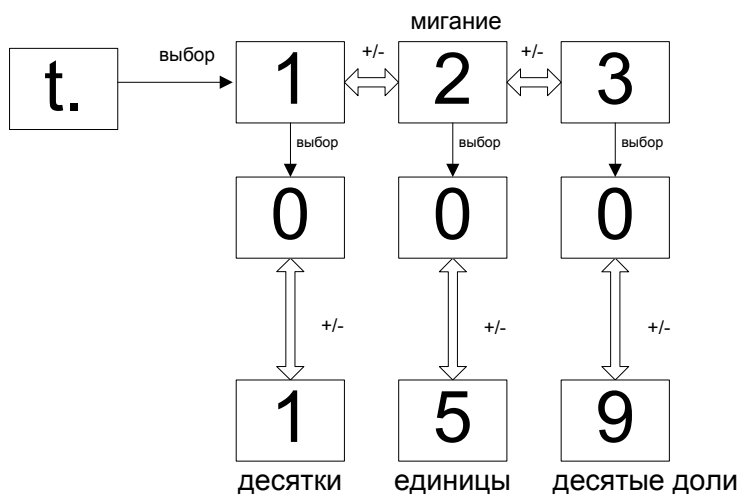 мигание
t. выбор 1 +/- 2 +/- 3
выбор выбор выбор
0 0 0
+/- +/- +/-
1 5 9
десятки единицы десятые доли